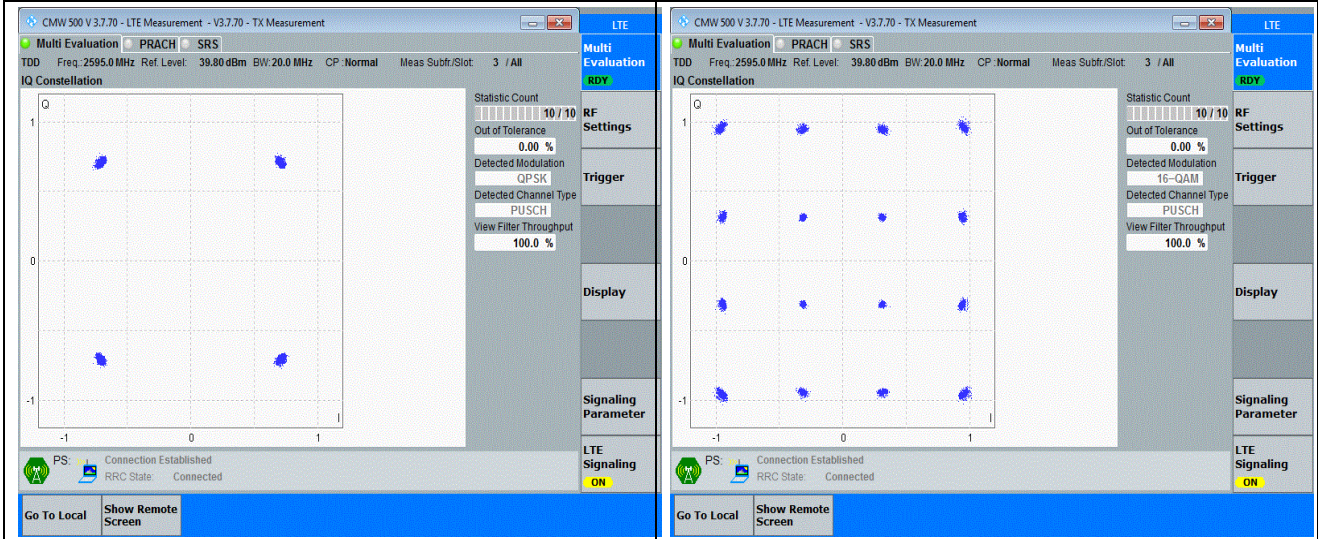 CMW 500 V 3.7.70 - LTE Measurement - V3.7.70 - TX Measurement
LTE
Multi Evaluation PRACH SRS
Multi Evaluation
RDY
TDD Freq.:2595.0 MHz Ref. Level: 39.80 dBm BW:20.0 MHz CP :Normal Meas Subfr./Slot: 3 / All
IQ Constellation
Q
1
0
-1
I
-1 0 1
Statistic Count
10 / 10
Out of Tolerance
0.00 %
Detected Modulation
QPSK
Detected Channel Type
PUSCH
View Filter Throughput
100.0 %
RF Settings
Trigger
Display
Signaling Parameter
LTE Signaling
ON
PS: Connection Established
RRC State: Connected
Go To Local
Show Remote Screen
CMW 500 V 3.7.70 - LTE Measurement - V3.7.70 - TX Measurement
LTE
Multi Evaluation PRACH SRS
Multi Evaluation
RDY
TDD Freq.:2595.0 MHz Ref. Level: 39.80 dBm BW:20.0 MHz CP :Normal Meas Subfr./Slot: 3 / All
IQ Constellation
Q
1
0
-1
I
-1 0 1
Statistic Count
10 / 10
Out of Tolerance
0.00 %
Detected Modulation
16-QAM
Detected Channel Type
PUSCH
View Filter Throughput
100.0 %
RF Settings
Trigger
Display
Signaling Parameter
LTE Signaling
ON
PS: Connection Established
RRC State: Connected
Go To Local
Show Remote Screen